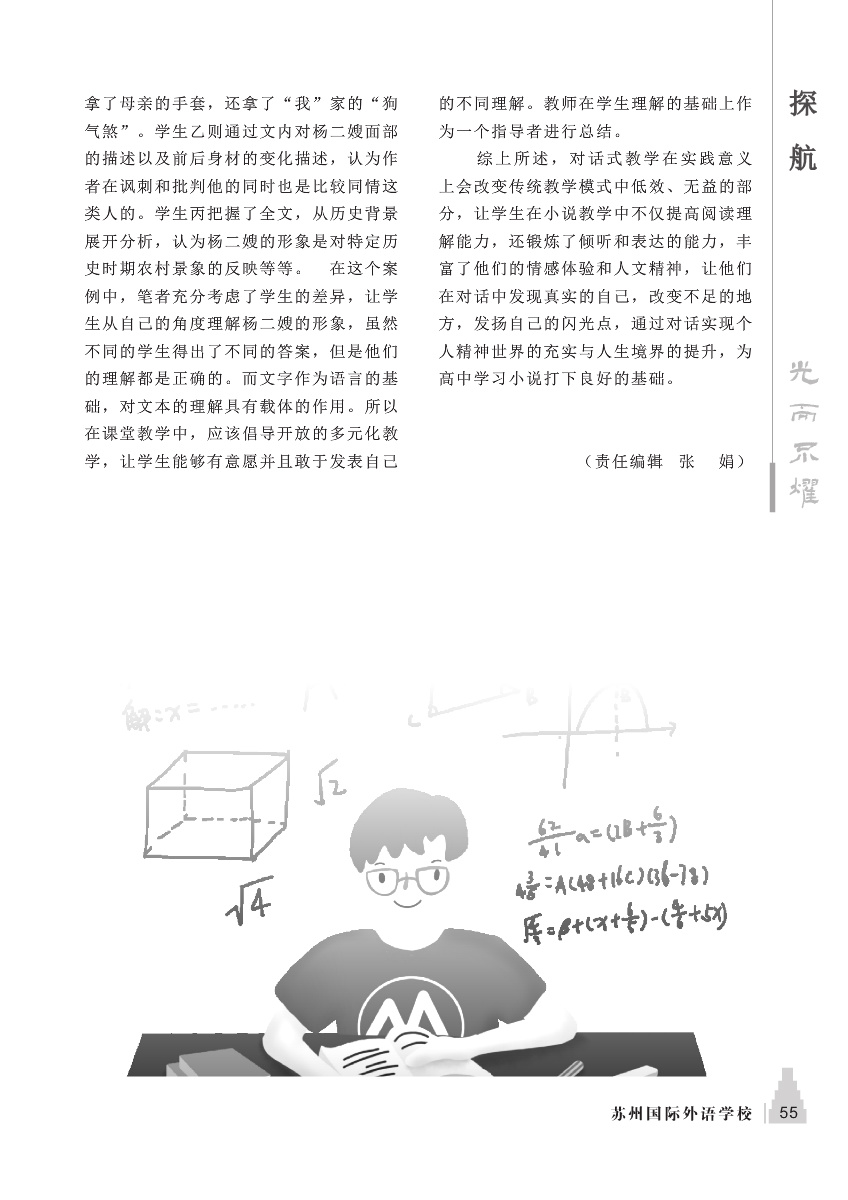 拿了母亲的手套，还拿了“我”家的“狗
气煞”。学生乙则通过文内对杨二嫂面部
的描述以及前后身材的变化描述，认为作
者在讽刺和批判他的同时也是比较同情这
类人的。学生丙把握了全文，从历史背景
展开分析，认为杨二嫂的形象是对特定历
史时期农村景象的反映等等。　在这个案
例中，笔者充分考虑了学生的差异，让学
生从自己的角度理解杨二嫂的形象，虽然
不同的学生得出了不同的答案，但是他们
的理解都是正确的。而文字作为语言的基
础，对文本的理解具有载体的作用。所以
在课堂教学中，应该倡导开放的多元化教
学，让学生能够有意愿并且敢于发表自己
的不同理解。教师在学生理解的基础上作
为一个指导者进行总结。
综上所述，对话式教学在实践意义
上会改变传统教学模式中低效、无益的部
分，让学生在小说教学中不仅提高阅读理
解能力，还锻炼了倾听和表达的能力，丰
富了他们的情感体验和人文精神，让他们
在对话中发现真实的自己，改变不足的地
方，发扬自己的闪光点，通过对话实现个
人精神世界的充实与人生境界的提升，为
高中学习小说打下良好的基础。
（责任编辑　张　娟）
探航
光而不耀
解:x=......
√2
√4
苏州国际外语学校
55